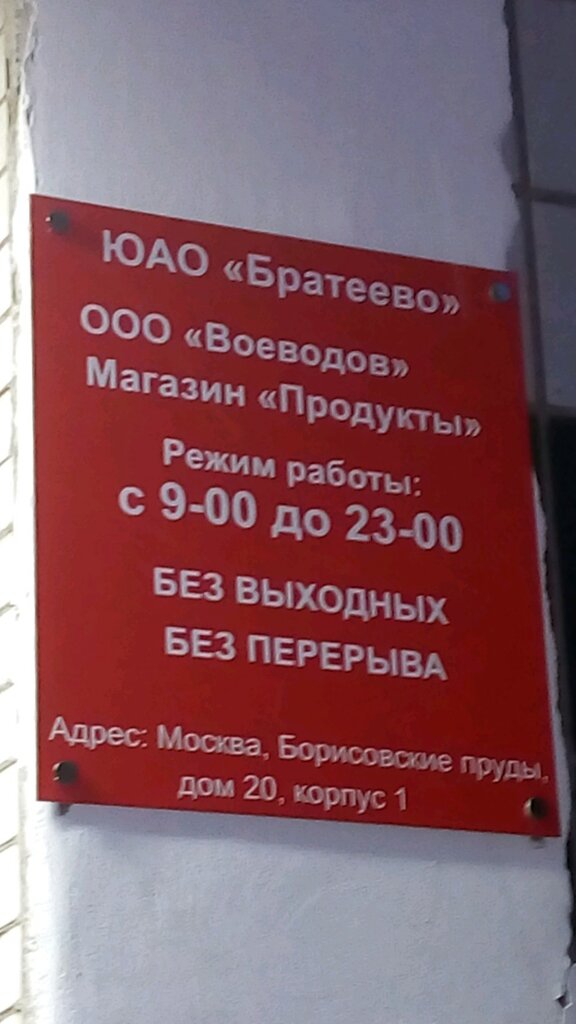 ЮАО «Братеево»
ООО «Воеводов»
Магазин «Продукты»
Режим работы:
с 9-00 до 23-00
БЕЗ ВЫХОДНЫХ
БЕЗ ПЕРЕРЫВА
Адрес: Москва, Борисовские пруды,
дом 20, корпус 1